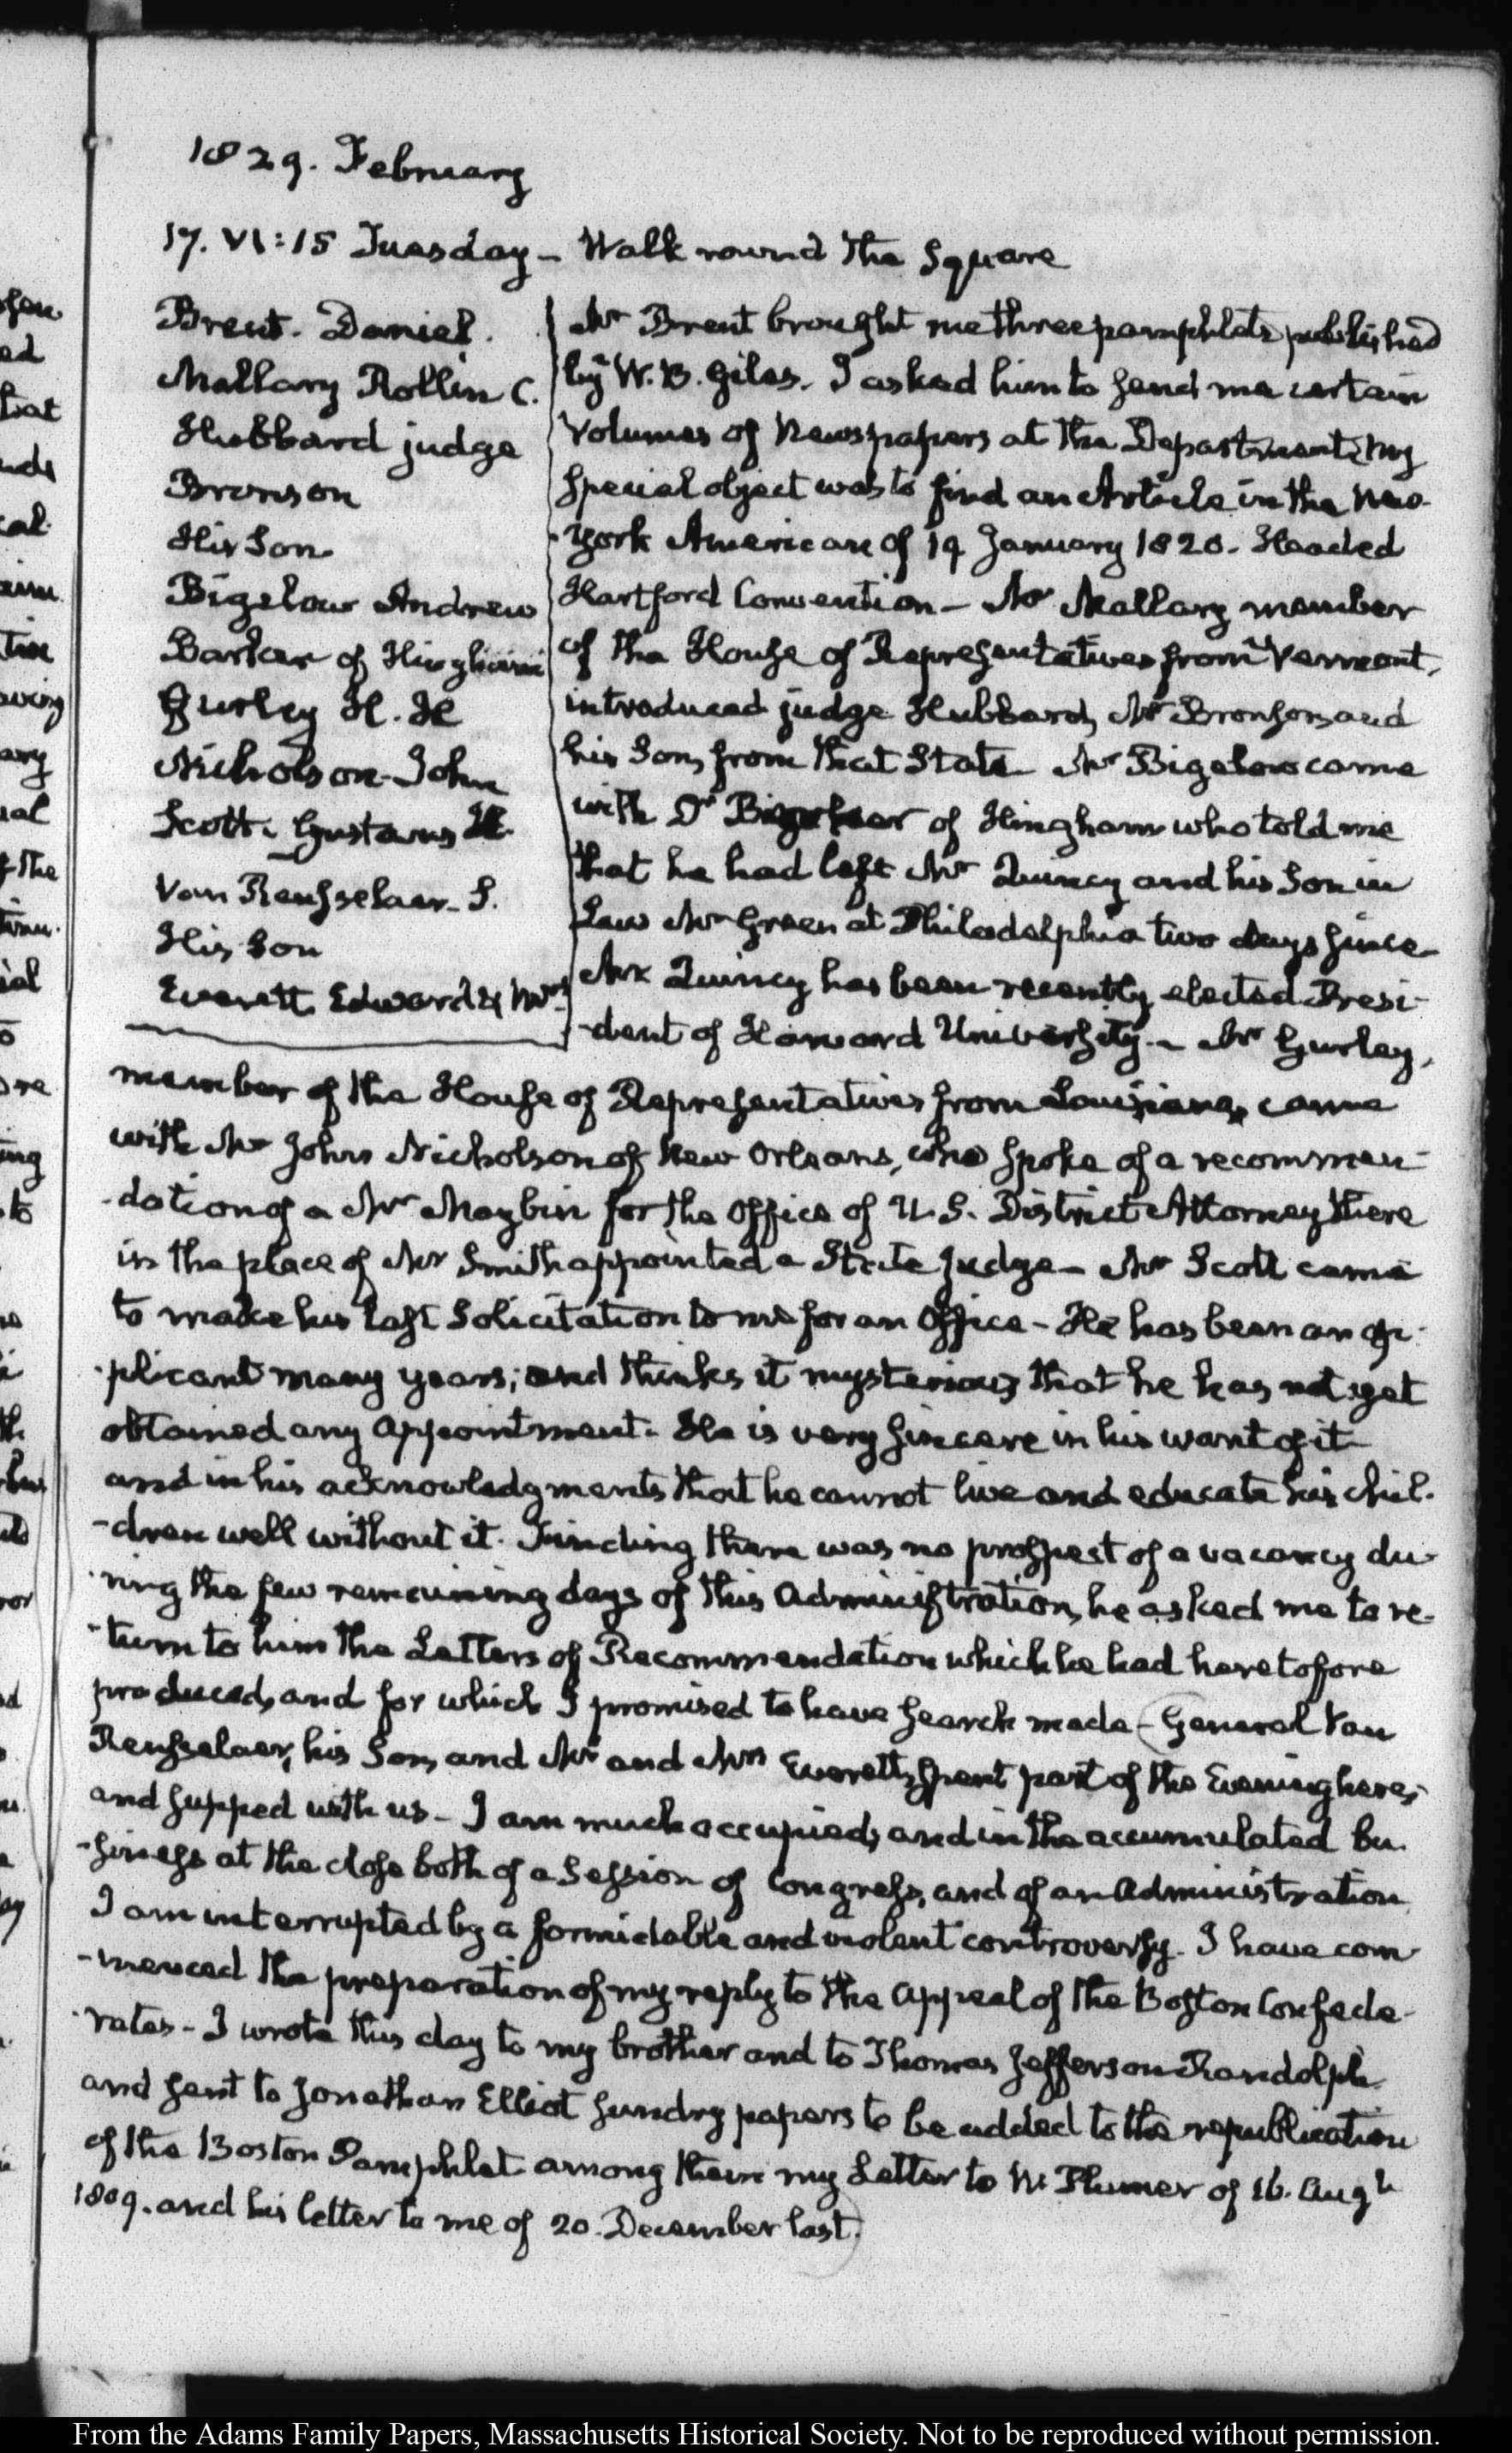 1829. February
17. VI:15 Tuesday – Walk round the Square
Brent. Daniel.
Mallary Rollin C.
Hubbard judge
Bronson
His Son
Bigelow Andrew
Barker of Hingham
Gurley H. H
Nicholson John
Scott. Gustavus H.
Van Rensselaer. S.
His Son
Everett Edward & Mrs
Mr Brent brought me three pamphlets, published
by W. B. Giles. I asked him to send me certain
volumes of Newspapers at the Department, my
special object was to find an Article in the New-
-York American of 19 January 1820. Headed
Hartford Convention – Mr Mallary member
of the House of Representatives from Vermont,
introduced judge Hubbard, Mr Bronson, and
his Son, from that State. Mr Bigelow came
with Dr of Hingham who told me
that he had left Mr Quincy and his Son in
Law Mr Green at Philadelphia two days since
Mr Quincy has been recently elected Presi-
-dent of Harvard University. – Mr Gurley,
member of the House of Representatives from Louisiana, came
with Mr John Nicholson of New Orleans, who spoke of a recommen-
-dation of a Mr Maybin for the Office of U. S. District Attorney there
in the place of Mr Smith appointed a State judge – Mr Scott came
to make his last solicitation to me for an Office – He has been an ap-
-plicant many years; and thinks it mysterious that he has not yet
obtained any appointment. He is very sincere in his want of it
and in his acknowledgments that he cannot live and educate his chil-
-dren well without it. Finding there was no prospect of a vacancy du-
-ring the few remaining days of this Administration, he asked me to re-
-turn to him the Letters of Recommendation which he had heretofore
produced, and for which I promised to have search made – General Van
Rensselaer, his Son, and Mr and Mrs Everett, spent part of the Evening here,
and supped with us – I am much occupied, and in the accumulated bu-
-siness at the close both of a Session of Congress, and of an Administration
I am interrupted by a formidable and violent controversy. I have com-
-menced the preparation of my reply to the Appeal of the Boston Confede-
-rates – I wrote this day to my brother and to Thomas Jefferson Randolph
and sent to Jonathan Elliot sundry papers to be added to the republication
of the Boston Pamphlet among them my Letter to W. Plumer of 16. Augt
1809. and his letter to me of 20. December last.
From the Adams Family Papers, Massachusetts Historical Society. Not to be reproduced without permission.